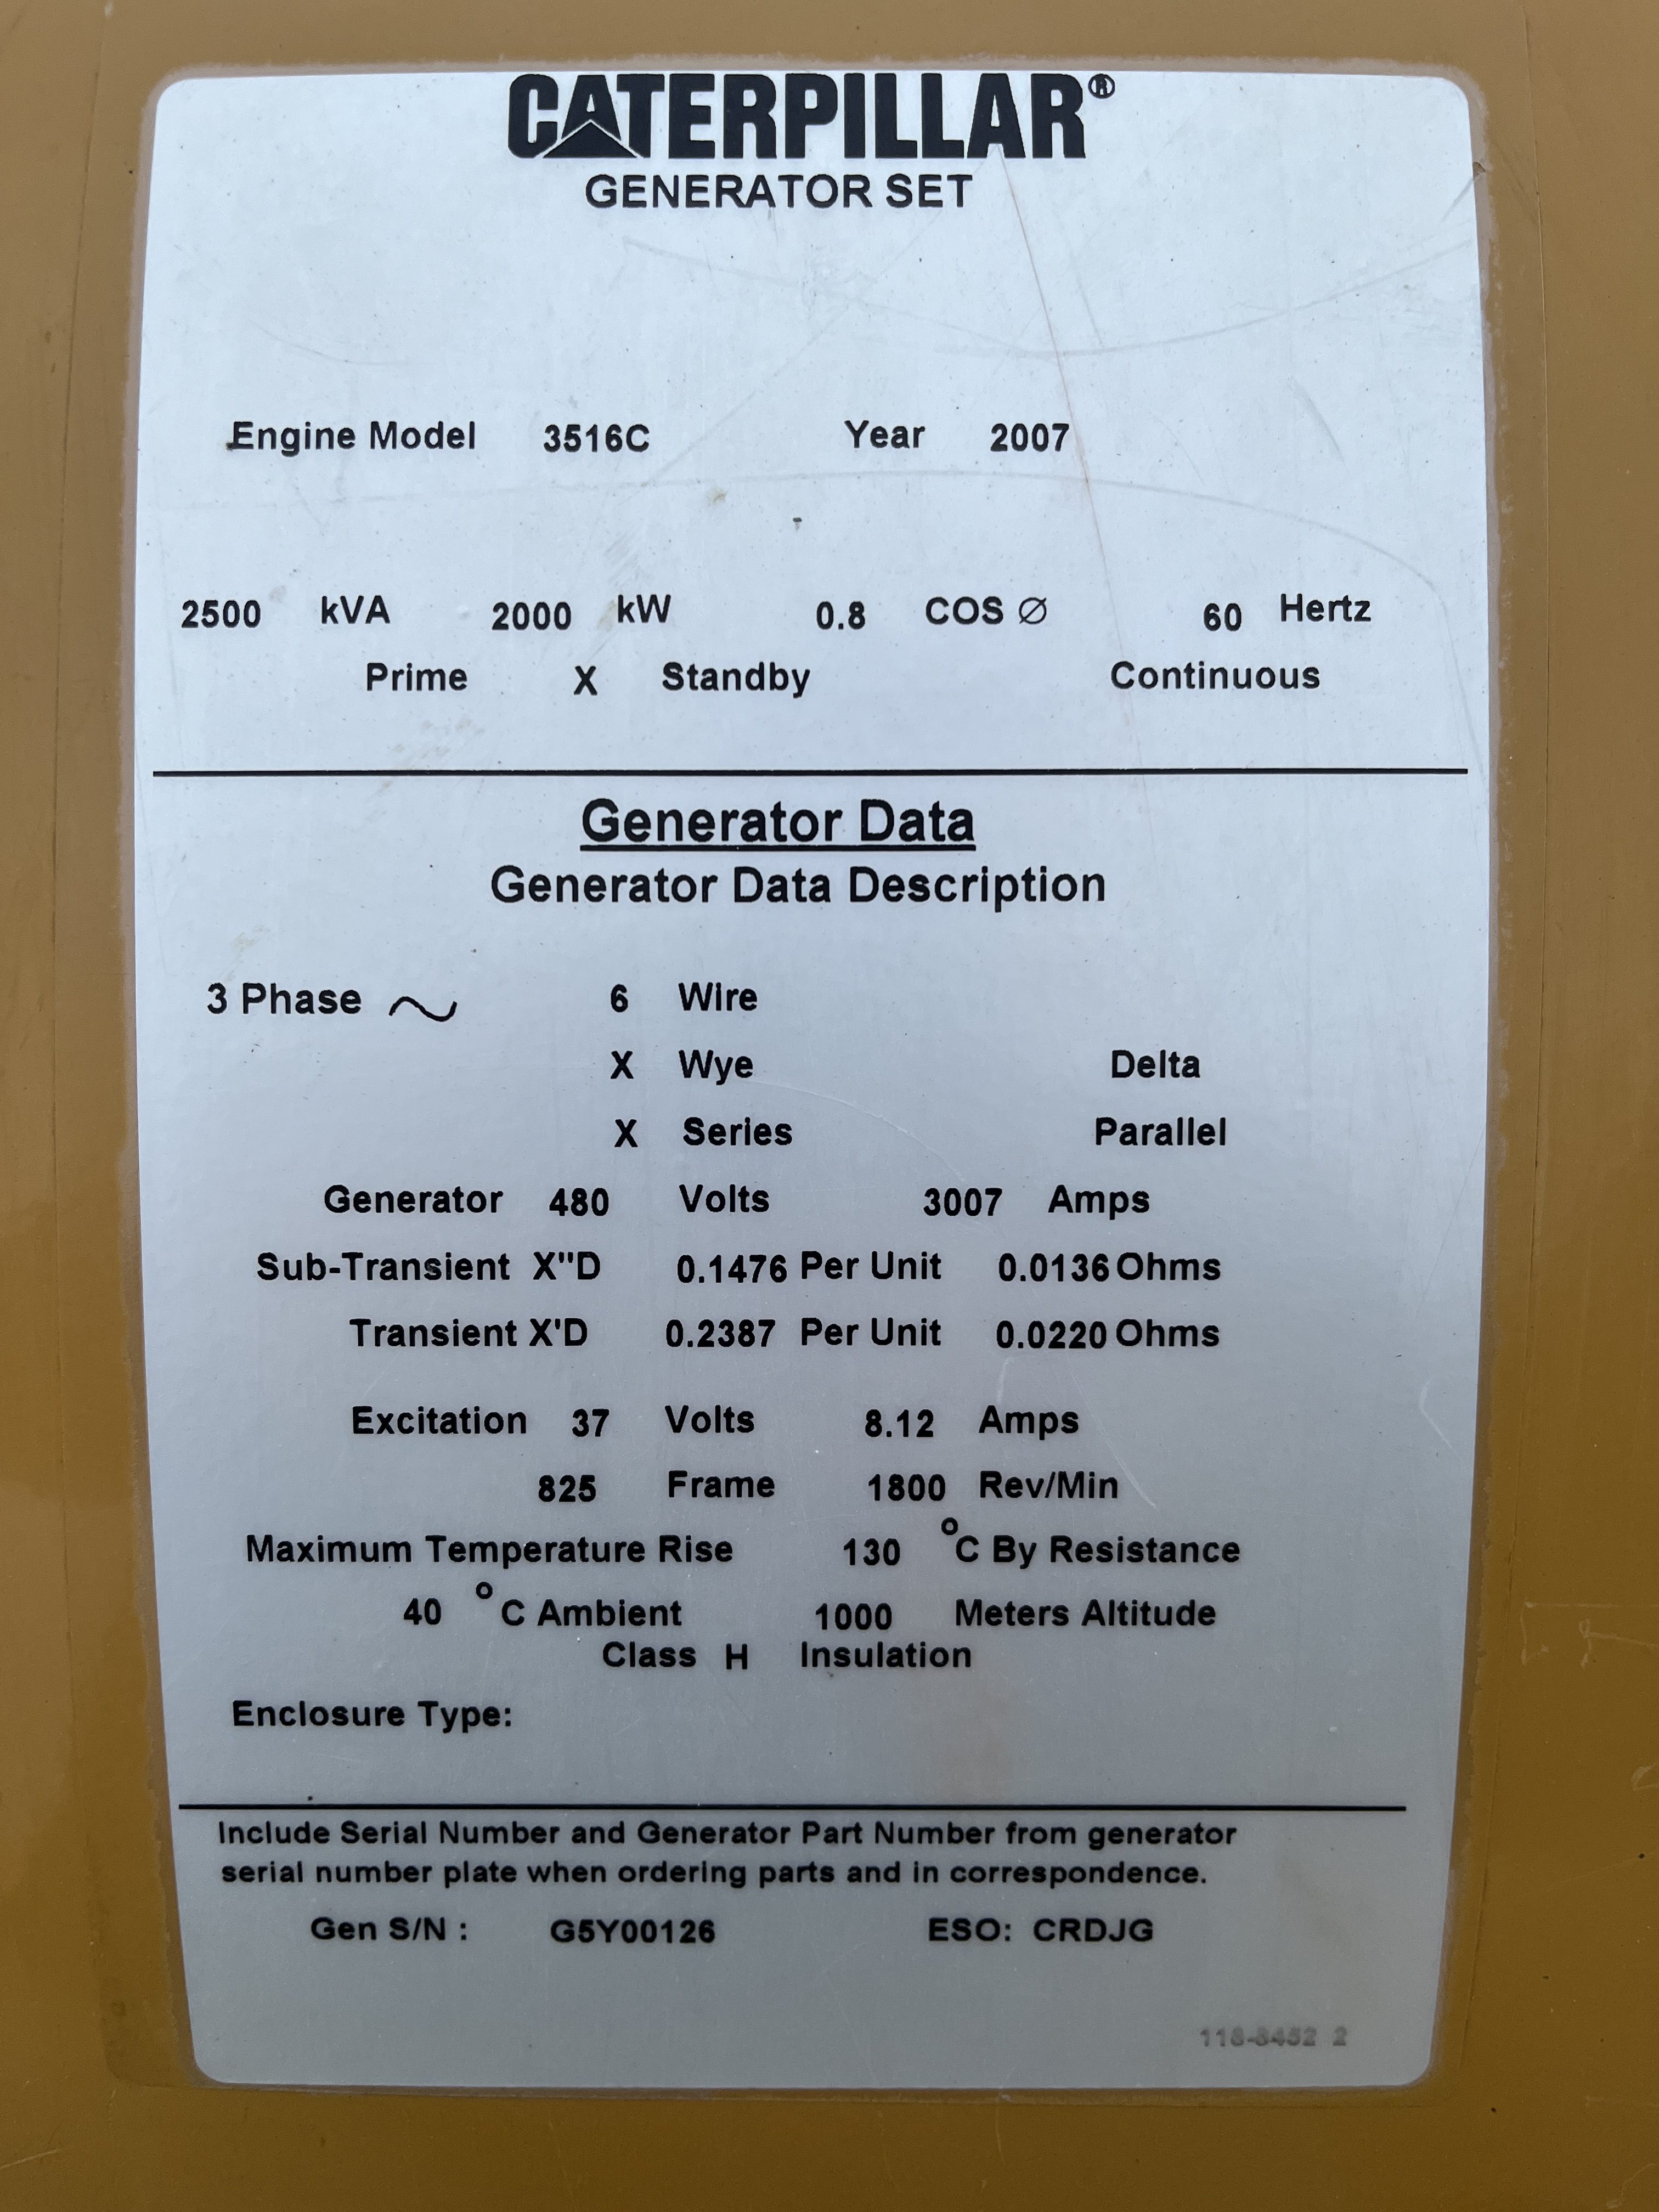 CATERPILLAR®
GENERATOR SET
Engine Model 3516C Year 2007
2500 kVA 2000 kW 0.8 COS Ø 60 Hertz
Prime X Standby Continuous
Generator Data
Generator Data Description
3 Phase ~ 6 Wire
X Wye Delta
X Series Parallel
Generator 480 Volts 3007 Amps
Sub-Transient X"D 0.1476 Per Unit 0.0136 Ohms
Transient X'D 0.2387 Per Unit 0.0220 Ohms
Excitation 37 Volts 8.12 Amps
825 Frame 1800 Rev/Min
Maximum Temperature Rise 130 °C By Resistance
40 °C Ambient 1000 Meters Altitude
Class H Insulation
Enclosure Type:
Include Serial Number and Generator Part Number from generator
serial number plate when ordering parts and in correspondence.
Gen S/N : G5Y00126 ESO: CRDJG
118-8452 2